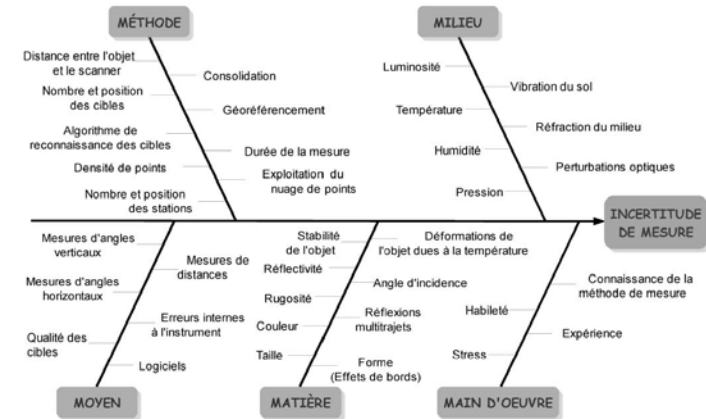 MÉTHODE
Distance entre l'objet
et le scanner
Nombre et position
des cibles
Algorithme de
reconnaissance des cibles
Densité de points
Nombre et position
des stations
Consolidation
Géoréférencement
Durée de la mesure
Exploitation du
nuage de points
MILIEU
Luminosité
Température
Humidité
Pression
Vibration du sol
Réfraction du milieu
Perturbations optiques
INCERTITUDE
DE MESURE
Mesures d'angles
verticaux
Mesures d'angles
horizontaux
Qualité des
cibles
Mesures de
distances
Erreurs internes
à l'instrument
Logiciels
MOYEN
Stabilité
de l'objet
Réflectivité
Rugosité
Couleur
Taille
Déformations de
l'objet dues à la température
Angle d'incidence
Réflexions
multitrajets
Forme
(Effets de bords)
MATIÈRE
Habileté
Stress
Connaissance de la
méthode de mesure
Expérience
MAIN D'OEUVRE